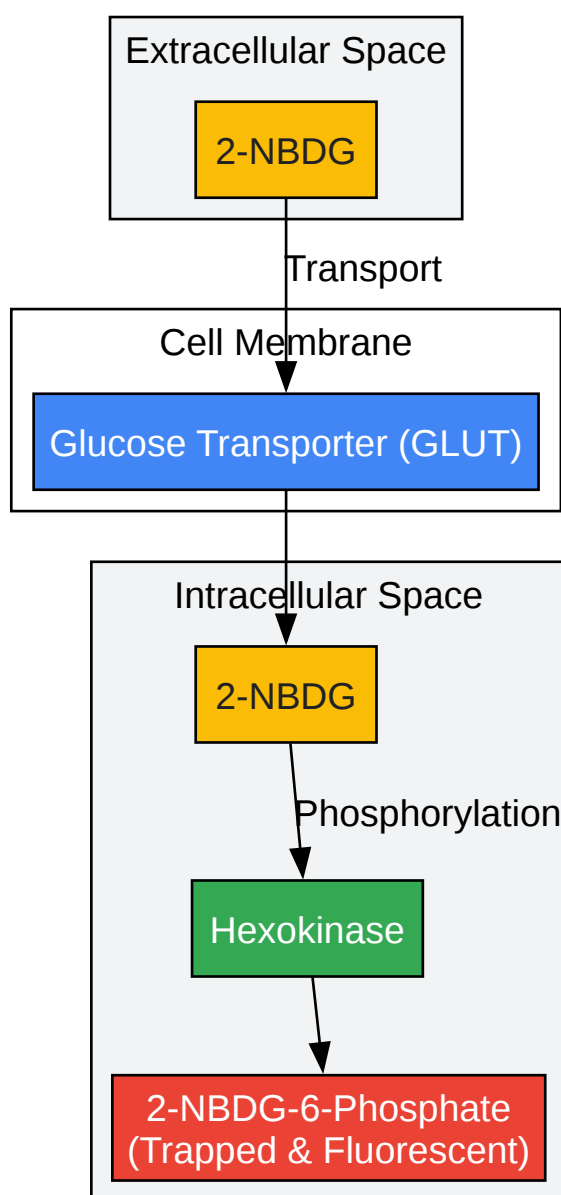 Extracellular Space
2-NBDG
Transport
Cell Membrane
Glucose Transporter (GLUT)
Intracellular Space
2-NBDG
Phosphorylation
Hexokinase
2-NBDG-6-Phosphate
(Trapped & Fluorescent)